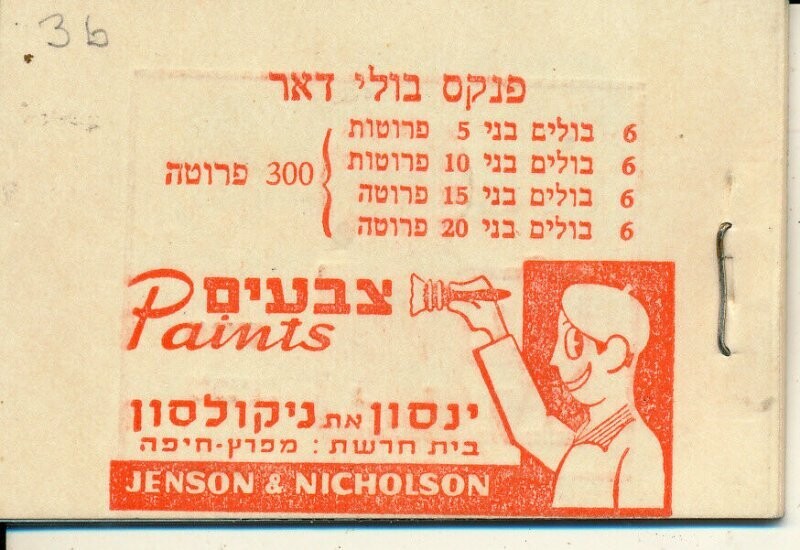 3b
פנקס בולי דאר
6 בולים בני 5 פרוטות
6 בולים בני 10 פרוטות
6 בולים בני 15 פרוטה
6 בולים בני 20 פרוטה
300 פרוטה
צבעים
Paints
ינסון את ניקולסון
בית חרשת: מפרץ-חיפה
JENSON & NICHOLSON